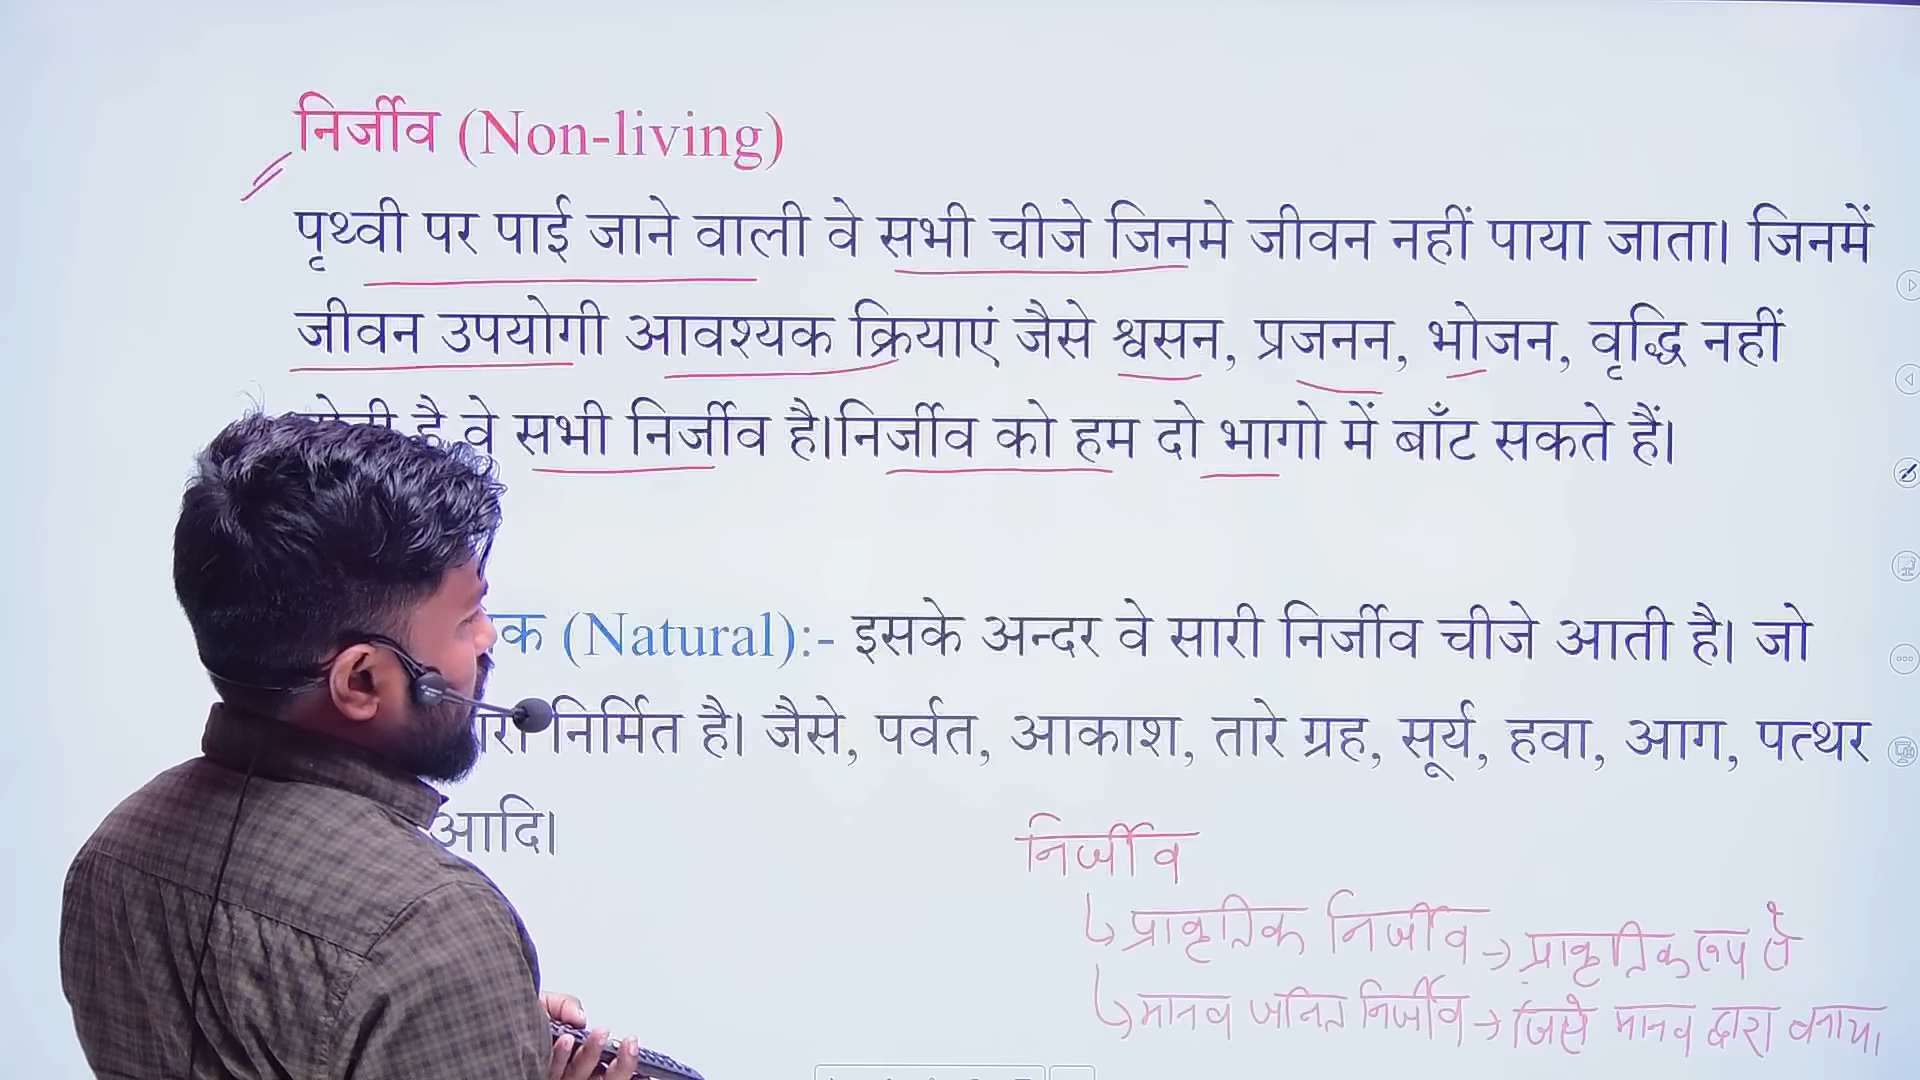 निर्जीव (Non-living)
पृथ्वी पर पाई जाने वाली वे सभी चीजे जिनमे जीवन नहीं पाया जाता। जिनमें
जीवन उपयोगी आवश्यक क्रियाएं जैसे श्वसन, प्रजनन, भोजन, वृद्धि नहीं
है वे सभी निर्जीव है।निर्जीव को हम दो भागो में बाँट सकते हैं।
(Natural):- इसके अन्दर वे सारी निर्जीव चीजे आती है। जो
निर्मित है। जैसे, पर्वत, आकाश, तारे ग्रह, सूर्य, हवा, आग, पत्थर
आदि।
निर्जीव
प्राकृतिक निर्जीव → प्राकृतिक रूप से
मानव जनित निर्जीव → जिसे मानव द्वारा बनाया